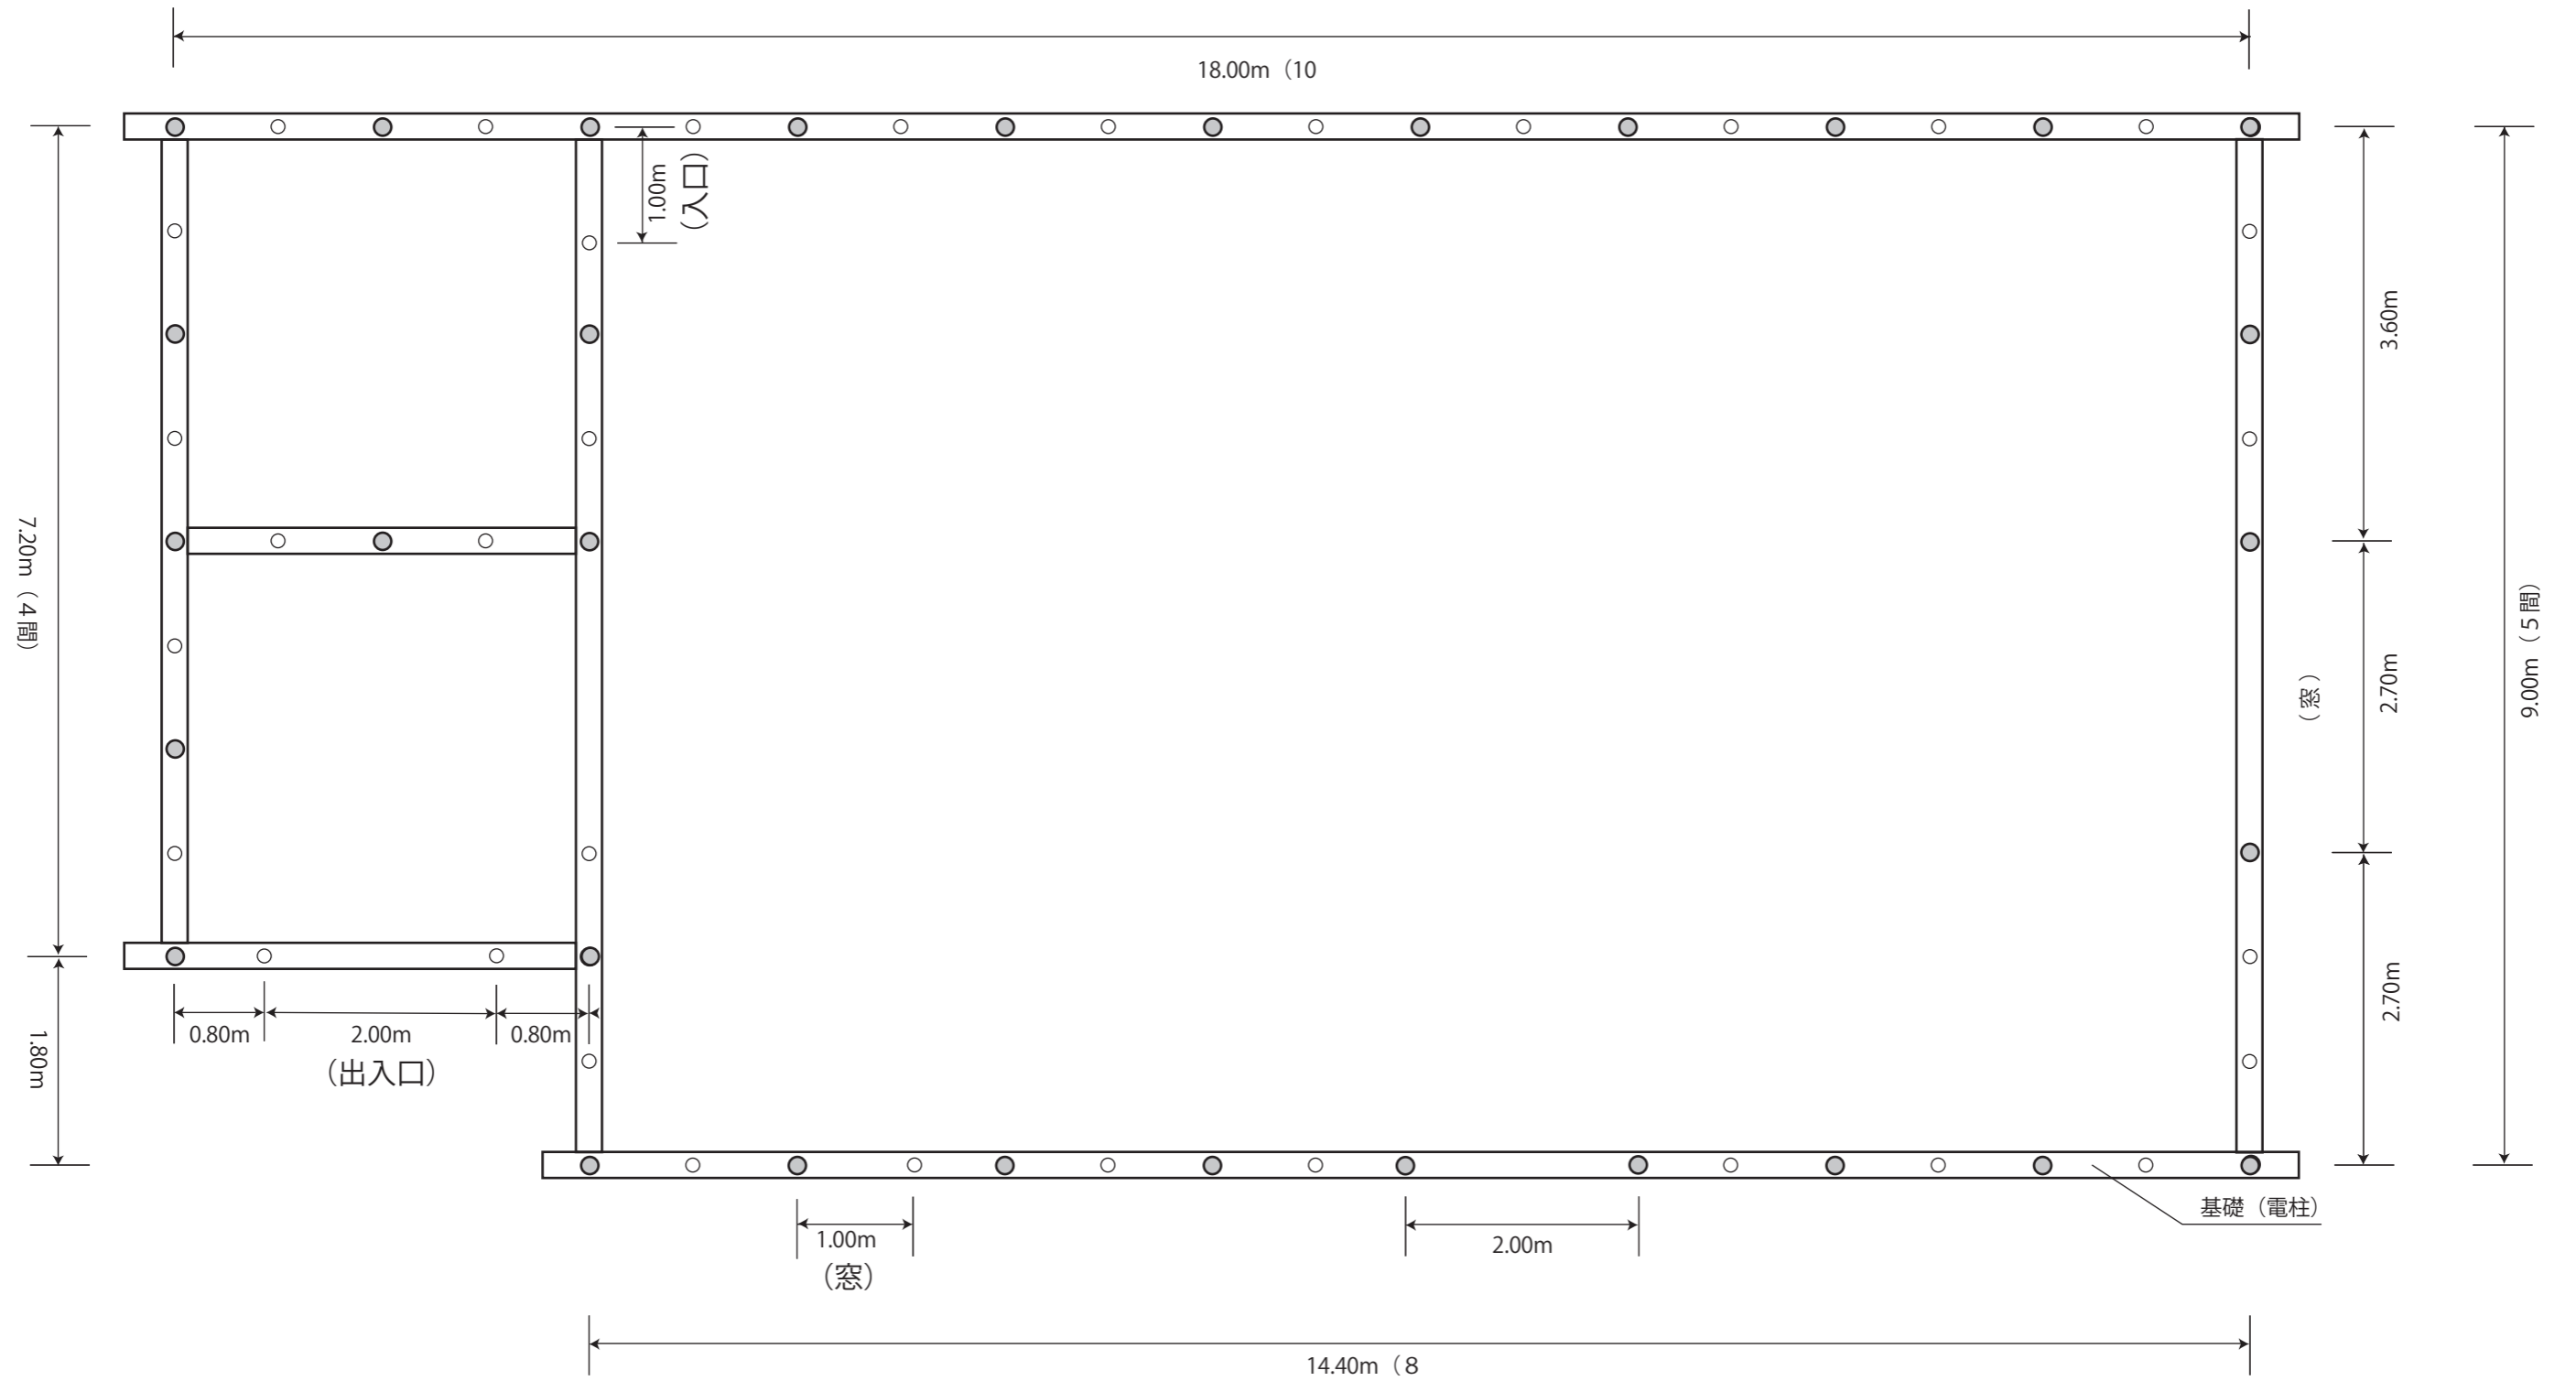 18.00m（10
1.00m
（入口）
3.60m
7.20m（４間）
9.00m（５間）
2.70m
（窓）
2.70m
0.80m
2.00m
0.80m
（出入口）
1.80m
基礎（電柱）
1.00m
（窓）
2.00m
14.40m（８